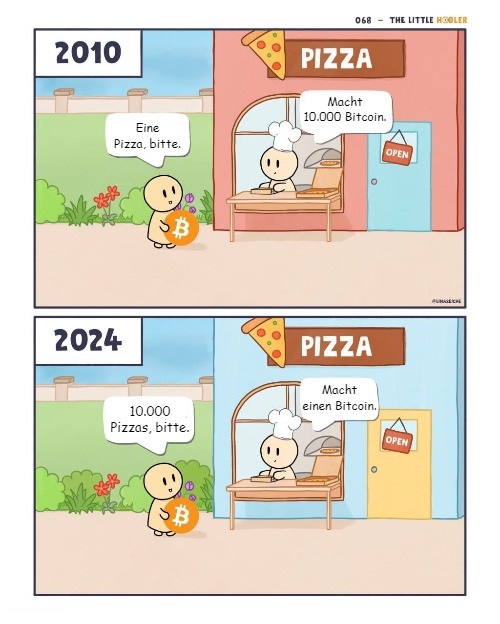 068 – THE LITTLE HODLER
2010
PIZZA
Eine
Pizza, bitte.
Macht
10.000 Bitcoin.
OPEN
@LINASEICHE
2024
PIZZA
10.000
Pizzas, bitte.
Macht
einen Bitcoin.
OPEN